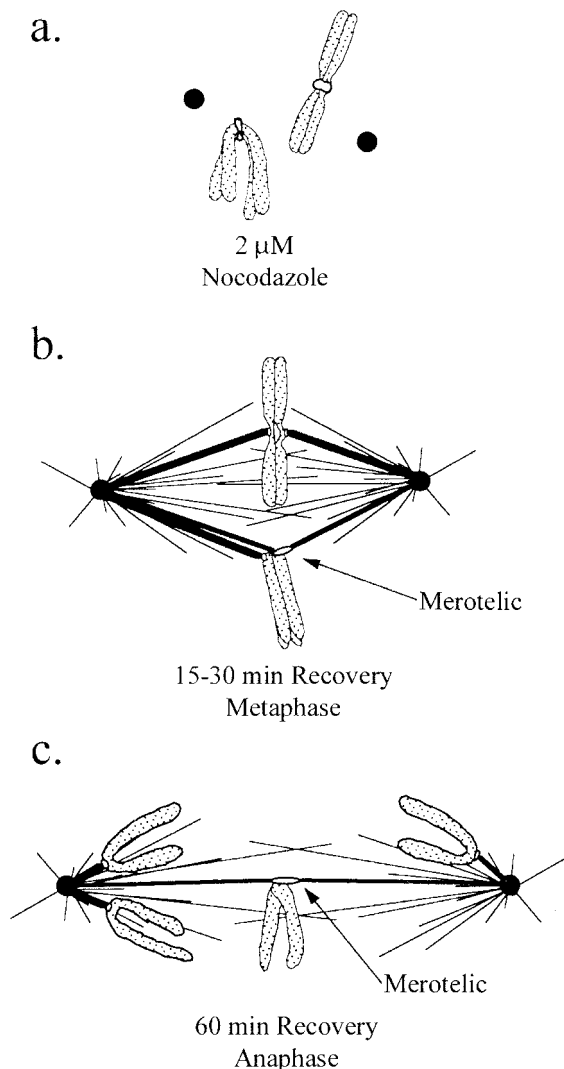 a.
2 μM
Nocodazole
b.
Merotelic
15-30 min Recovery
Metaphase
c.
Merotelic
60 min Recovery
Anaphase